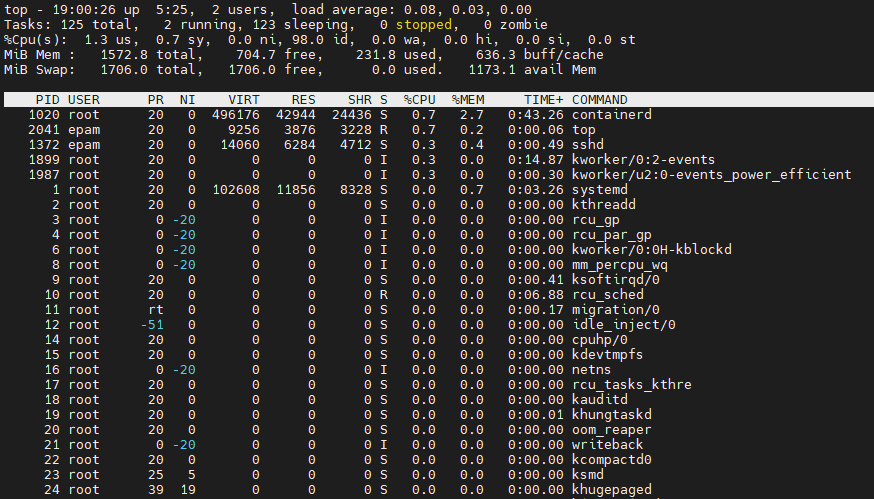 top - 19:00:26 up  5:25,  2 users,  load average: 0.08, 0.03, 0.00
Tasks: 125 total,   2 running, 123 sleeping,   0 stopped,   0 zombie
%Cpu(s):  1.3 us,  0.7 sy,  0.0 ni, 98.0 id,  0.0 wa,  0.0 hi,  0.0 si,  0.0 st
MiB Mem :   1572.8 total,    704.7 free,    231.8 used,    636.3 buff/cache
MiB Swap:   1706.0 total,   1706.0 free,      0.0 used.   1173.1 avail Mem
PID USER      PR  NI    VIRT    RES    SHR S  %CPU  %MEM     TIME+ COMMAND
1020 root      20   0  496176  42944  24436 S   0.7   2.7   0:43.26 containerd
2041 epam      20   0    9256   3876   3228 R   0.7   0.2   0:00.06 top
1372 epam      20   0   14060   6284   4712 S   0.3   0.4   0:00.49 sshd
1899 root      20   0       0      0      0 I   0.3   0.0   0:14.87 kworker/0:2-events
1987 root      20   0       0      0      0 I   0.3   0.0   0:00.30 kworker/u2:0-events_power_efficient
1 root      20   0  102608  11856   8328 S   0.0   0.7   0:03.26 systemd
2 root      20   0       0      0      0 S   0.0   0.0   0:00.00 kthreadd
3 root       0 -20       0      0      0 I   0.0   0.0   0:00.00 rcu_gp
4 root       0 -20       0      0      0 I   0.0   0.0   0:00.00 rcu_par_gp
6 root       0 -20       0      0      0 I   0.0   0.0   0:00.00 kworker/0:0H-kblockd
8 root       0 -20       0      0      0 I   0.0   0.0   0:00.00 mm_percpu_wq
9 root      20   0       0      0      0 S   0.0   0.0   0:00.41 ksoftirqd/0
10 root      20   0       0      0      0 R   0.0   0.0   0:06.88 rcu_sched
11 root      rt   0       0      0      0 S   0.0   0.0   0:00.17 migration/0
12 root     -51   0       0      0      0 S   0.0   0.0   0:00.00 idle_inject/0
14 root      20   0       0      0      0 S   0.0   0.0   0:00.00 cpuhp/0
15 root      20   0       0      0      0 S   0.0   0.0   0:00.00 kdevtmpfs
16 root       0 -20       0      0      0 I   0.0   0.0   0:00.00 netns
17 root      20   0       0      0      0 S   0.0   0.0   0:00.00 rcu_tasks_kthre
18 root      20   0       0      0      0 S   0.0   0.0   0:00.00 kauditd
19 root      20   0       0      0      0 S   0.0   0.0   0:00.01 khungtaskd
20 root      20   0       0      0      0 S   0.0   0.0   0:00.00 oom_reaper
21 root       0 -20       0      0      0 I   0.0   0.0   0:00.00 writeback
22 root      20   0       0      0      0 S   0.0   0.0   0:00.00 kcompactd0
23 root      25   5       0      0      0 S   0.0   0.0   0:00.00 ksmd
24 root      39  19       0      0      0 S   0.0   0.0   0:00.00 khugepaged